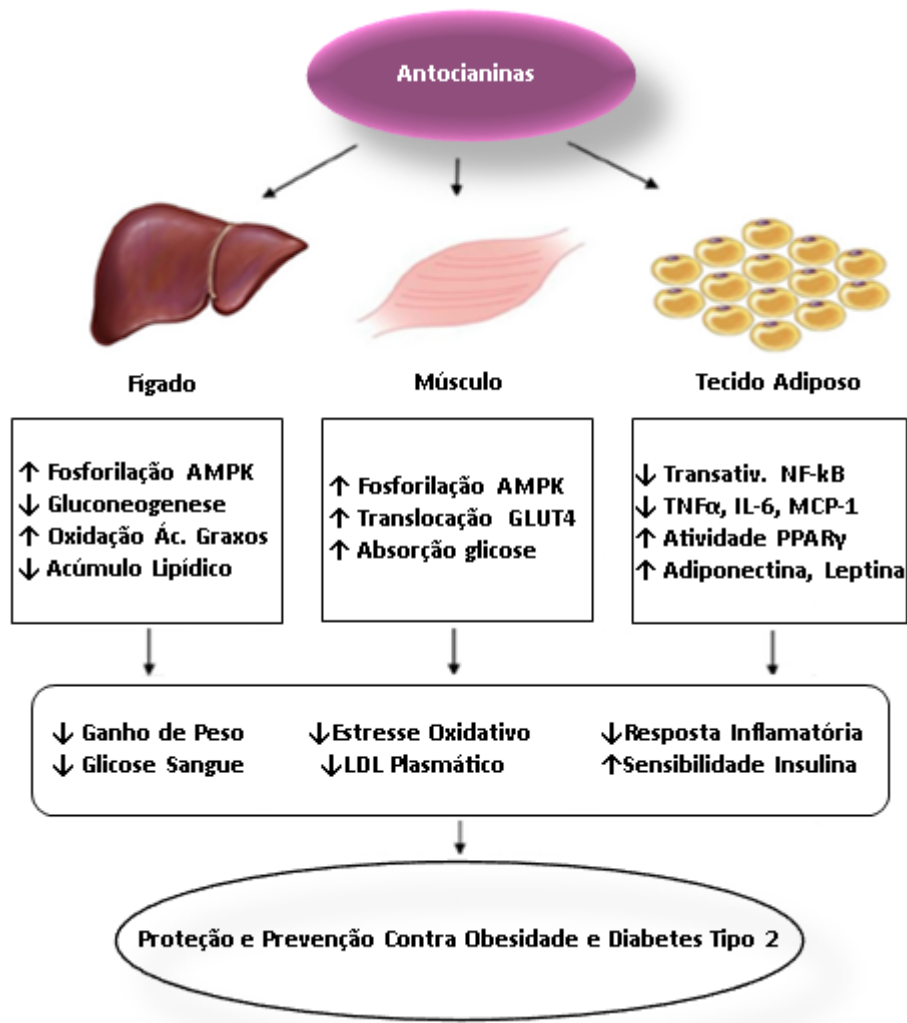 Antocianinas
Fígado
Músculo
Tecido Adiposo
↑ Fosforilação AMPK
↓ Gluconeogenese
↑ Oxidação Ác. Graxos
↓ Acúmulo Lipídico
↑ Fosforilação AMPK
↑ Translocação GLUT4
↑ Absorção glicose
↓ Transativ. NF-kB
↓ TNFα, IL-6, MCP-1
↑ Atividade PPARγ
↑ Adiponectina, Leptina
↓ Ganho de Peso
↓ Glicose Sangue
↓Estresse Oxidativo
↓LDL Plasmático
↓Resposta Inflamatória
↑Sensibilidade Insulina
Proteção e Prevenção Contra Obesidade e Diabetes Tipo 2